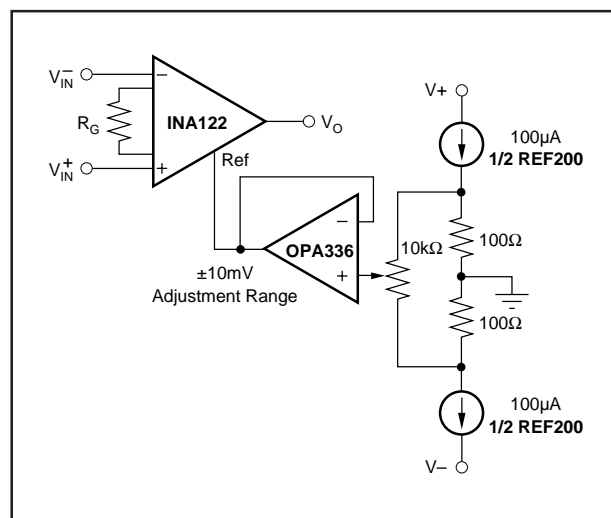 V−IN
−
INA122
RG
VO
V+IN
+
Ref
V+
100µA
1/2 REF200
−
OPA336
+
10kΩ
100Ω
±10mV
Adjustment Range
100Ω
100µA
1/2 REF200
V−